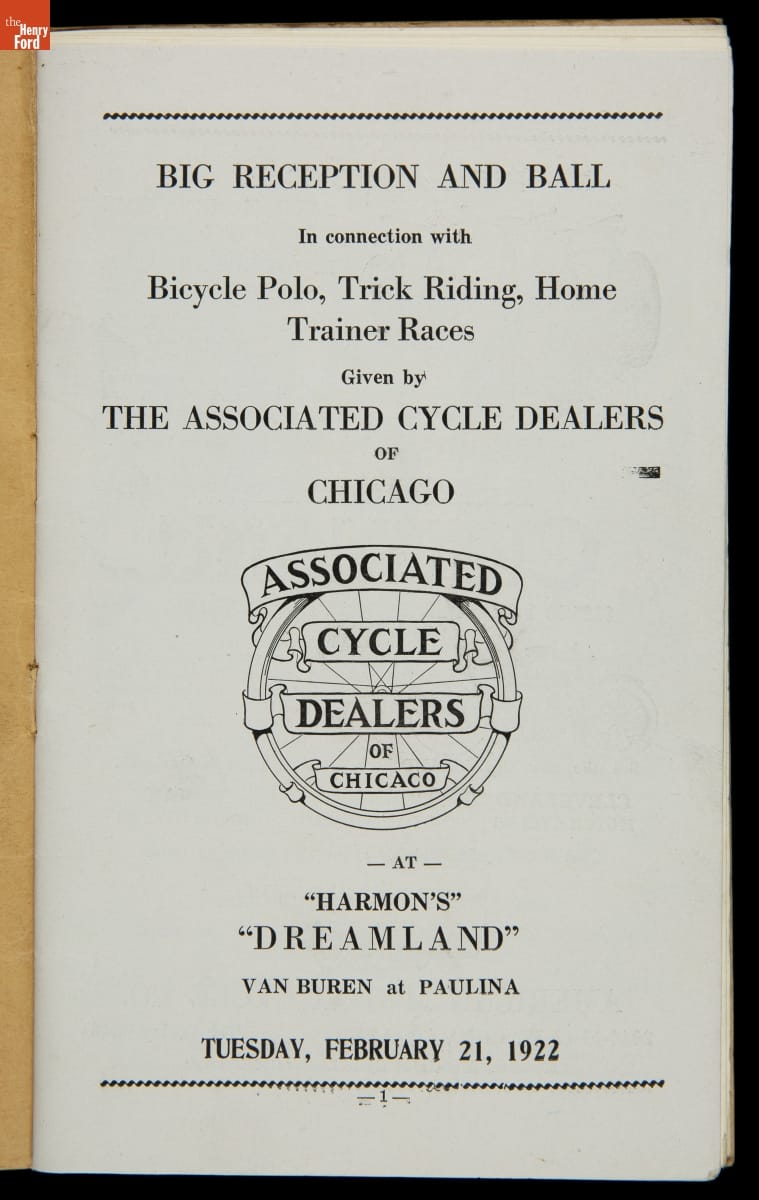 the
Henry
Ford
BIG RECEPTION AND BALL
In connection with
Bicycle Polo, Trick Riding, Home
Trainer Races
Given by
THE ASSOCIATED CYCLE DEALERS
OF
CHICAGO
ASSOCIATED
CYCLE
DEALERS
OF
CHICAGO
— AT —
"HARMON'S"
"DREAMLAND"
VAN BUREN at PAULINA
TUESDAY, FEBRUARY 21, 1922
—1—